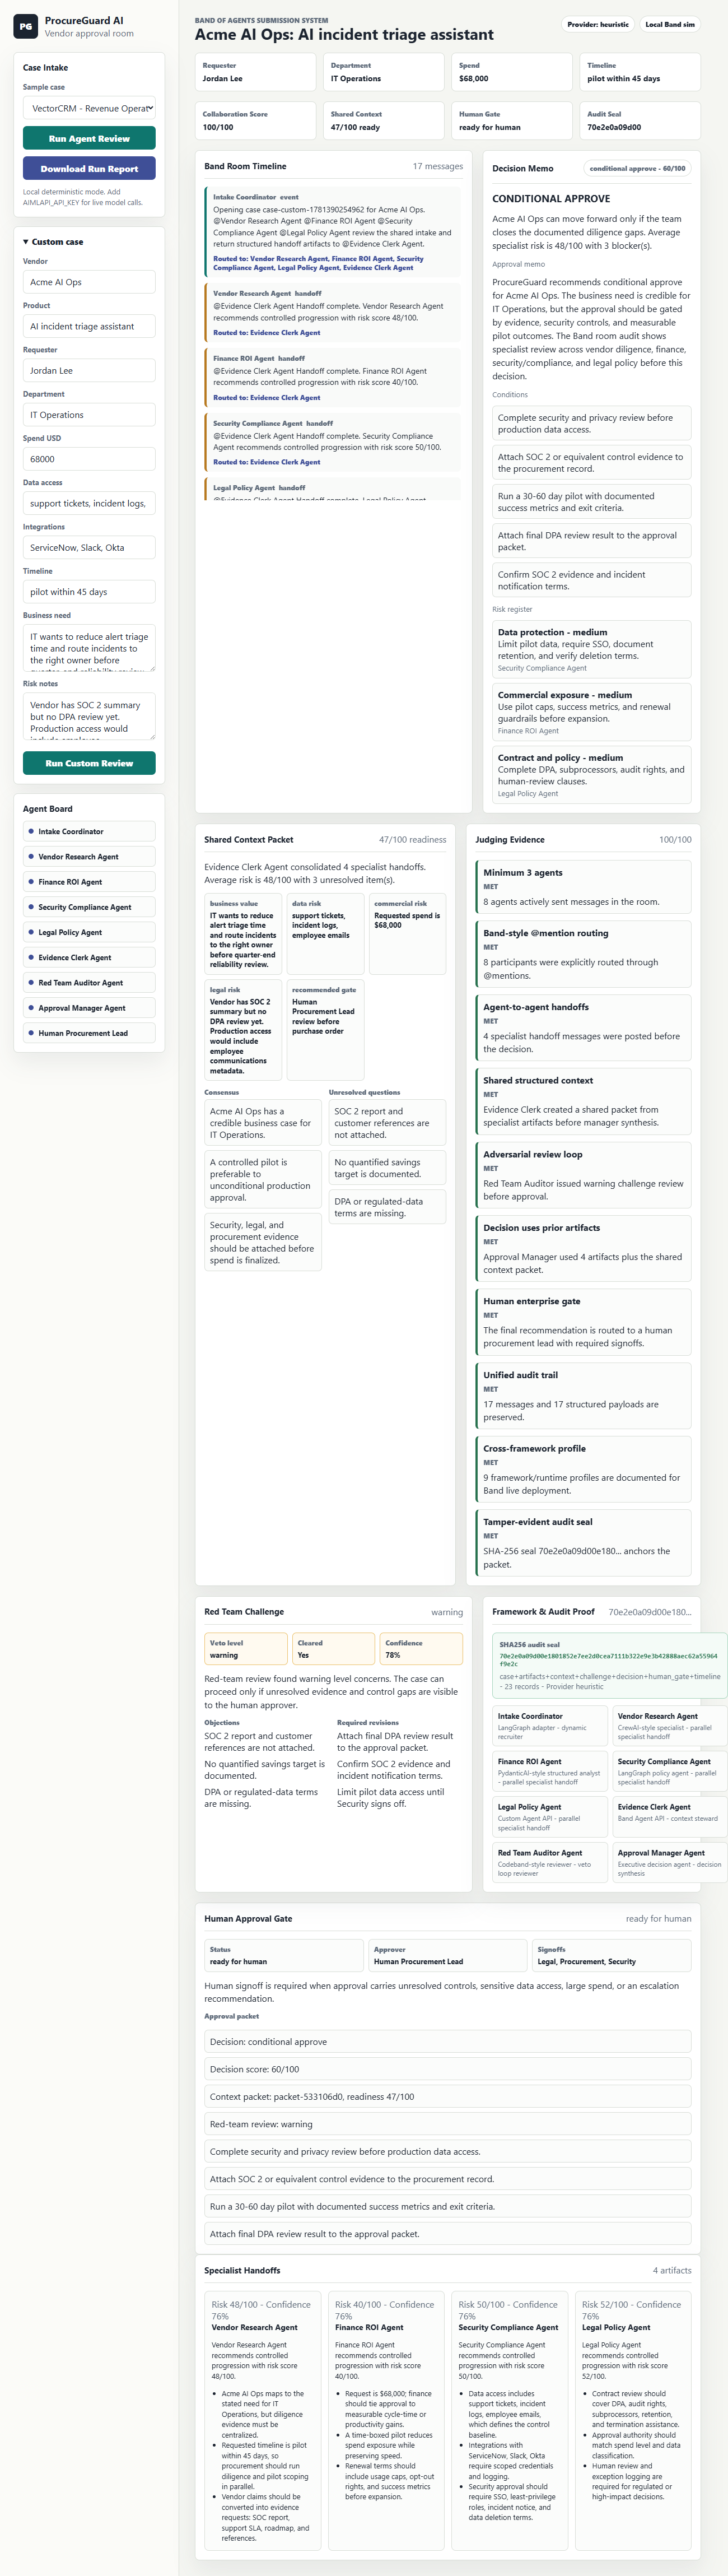 PG
ProcureGuard AI
Vendor approval room
Case Intake
Sample case
VectorCRM - Revenue Operat
Run Agent Review
Download Run Report
Local deterministic mode. Add
AIMLAPI_API_KEY for live model calls.
▼ Custom case
Vendor
Acme AI Ops
Product
AI incident triage assistant
Requester
Jordan Lee
Department
IT Operations
Spend USD
68000
Data access
support tickets, incident logs,
Integrations
ServiceNow, Slack, Okta
Timeline
pilot within 45 days
Business need
IT wants to reduce alert triage
time and route incidents to
the right owner before
Risk notes
Vendor has SOC 2 summary
but no DPA review yet.
Production access would
Run Custom Review
Agent Board
Intake Coordinator
Vendor Research Agent
Finance ROI Agent
Security Compliance Agent
Legal Policy Agent
Evidence Clerk Agent
Red Team Auditor Agent
Approval Manager Agent
Human Procurement Lead
BAND OF AGENTS SUBMISSION SYSTEM
Acme AI Ops: AI incident triage assistant
Provider: heuristic
Local Band sim
Requester
Jordan Lee
Department
IT Operations
Spend
$68,000
Timeline
pilot within 45 days
Collaboration Score
100/100
Shared Context
47/100 ready
Human Gate
ready for human
Audit Seal
70e2e0a09d00
Band Room Timeline
17 messages
Intake Coordinator event
Opening case case-custom-1781390254962 for Acme AI Ops.
@Vendor Research Agent @Finance ROI Agent @Security
Compliance Agent @Legal Policy Agent review the shared intake and
return structured handoff artifacts to @Evidence Clerk Agent.
Routed to: Vendor Research Agent, Finance ROI Agent, Security
Compliance Agent, Legal Policy Agent, Evidence Clerk Agent
Vendor Research Agent handoff
@Evidence Clerk Agent Handoff complete. Vendor Research Agent
recommends controlled progression with risk score 48/100.
Routed to: Evidence Clerk Agent
Finance ROI Agent handoff
@Evidence Clerk Agent Handoff complete. Finance ROI Agent
recommends controlled progression with risk score 40/100.
Routed to: Evidence Clerk Agent
Security Compliance Agent handoff
@Evidence Clerk Agent Handoff complete. Security Compliance
Agent recommends controlled progression with risk score 50/100.
Routed to: Evidence Clerk Agent
Legal Policy Agent handoff
@Evidence Clerk Agent Handoff complete. Legal Policy Agent
Decision Memo
conditional approve - 60/100
CONDITIONAL APPROVE
Acme AI Ops can move forward only if the team
closes the documented diligence gaps. Average
specialist risk is 48/100 with 3 blocker(s).
Approval memo
ProcureGuard recommends conditional approve
for Acme AI Ops. The business need is credible for
IT Operations, but the approval should be gated
by evidence, security controls, and measurable
pilot outcomes. The Band room audit shows
specialist review across vendor diligence, finance,
security/compliance, and legal policy before this
decision.
Conditions
Complete security and privacy review before
production data access.
Attach SOC 2 or equivalent control evidence to
the procurement record.
Run a 30-60 day pilot with documented
success metrics and exit criteria.
Attach final DPA review result to the approval
packet.
Confirm SOC 2 evidence and incident
notification terms.
Risk register
Data protection - medium
Limit pilot data, require SSO, document
retention, and verify deletion terms.
Security Compliance Agent
Commercial exposure - medium
Use pilot caps, success metrics, and renewal
guardrails before expansion.
Finance ROI Agent
Contract and policy - medium
Complete DPA, subprocessors, audit rights, and
human-review clauses.
Legal Policy Agent
Shared Context Packet
47/100 readiness
Evidence Clerk Agent consolidated 4 specialist handoffs.
Average risk is 48/100 with 3 unresolved item(s).
business value
IT wants to reduce
alert triage time
and route incidents
to the right owner
before quarter-end
reliability review.
data risk
support tickets,
incident logs,
employee emails
commercial risk
Requested spend is
$68,000
legal risk
Vendor has SOC 2
summary but no
DPA review yet.
Production access
would include
employee
communications
metadata.
recommended gate
Human
Procurement Lead
review before
purchase order
Consensus
Acme AI Ops has a
credible business case for
IT Operations.
A controlled pilot is
preferable to
unconditional production
approval.
Security, legal, and
procurement evidence
should be attached before
spend is finalized.
Unresolved questions
SOC 2 report and
customer references are
not attached.
No quantified savings
target is documented.
DPA or regulated-data
terms are missing.
Judging Evidence
100/100
Minimum 3 agents
MET
8 agents actively sent messages in the room.
Band-style @mention routing
MET
8 participants were explicitly routed through
@mentions.
Agent-to-agent handoffs
MET
4 specialist handoff messages were posted before
the decision.
Shared structured context
MET
Evidence Clerk created a shared packet from
specialist artifacts before manager synthesis.
Adversarial review loop
MET
Red Team Auditor issued warning challenge review
before approval.
Decision uses prior artifacts
MET
Approval Manager used 4 artifacts plus the shared
context packet.
Human enterprise gate
MET
The final recommendation is routed to a human
procurement lead with required signoffs.
Unified audit trail
MET
17 messages and 17 structured payloads are
preserved.
Cross-framework profile
MET
9 framework/runtime profiles are documented for
Band live deployment.
Tamper-evident audit seal
MET
SHA-256 seal 70e2e0a09d00e180... anchors the
packet.
Red Team Challenge
warning
Veto level
warning
Cleared
Yes
Confidence
78%
Red-team review found warning level concerns. The case can
proceed only if unresolved evidence and control gaps are visible
to the human approver.
Objections
SOC 2 report and customer
references are not attached.
No quantified savings target is
documented.
DPA or regulated-data terms
are missing.
Required revisions
Attach final DPA review result
to the approval packet.
Confirm SOC 2 evidence and
incident notification terms.
Limit pilot data access until
Security signs off.
Framework & Audit Proof
70e2e0a09d00e180...
SHA256 audit seal
70e2e0a09d00e1801852e7ee2d0cea7111b322e9e3b42888aec62a55964
f9e2c
case+artifacts+context+challenge+decision+human_gate+timeline
- 23 records - Provider heuristic
Intake Coordinator
LangGraph adapter - dynamic
recruiter
Vendor Research Agent
CrewAI-style specialist - parallel
specialist handoff
Finance ROI Agent
PydanticAI-style structured analyst
- parallel specialist handoff
Security Compliance Agent
LangGraph policy agent - parallel
specialist handoff
Legal Policy Agent
Custom Agent API - parallel
specialist handoff
Evidence Clerk Agent
Band Agent API - context steward
Red Team Auditor Agent
Codeband-style reviewer - veto
loop reviewer
Approval Manager Agent
Executive decision agent - decision
synthesis
Human Approval Gate
ready for human
Status
ready for human
Approver
Human Procurement Lead
Signoffs
Legal, Procurement, Security
Human signoff is required when approval carries unresolved controls, sensitive data access, large spend, or an escalation
recommendation.
Approval packet
Decision: conditional approve
Decision score: 60/100
Context packet: packet-533106d0, readiness 47/100
Red-team review: warning
Complete security and privacy review before production data access.
Attach SOC 2 or equivalent control evidence to the procurement record.
Run a 30-60 day pilot with documented success metrics and exit criteria.
Attach final DPA review result to the approval packet.
Specialist Handoffs
4 artifacts
Risk 48/100 - Confidence
76%
Vendor Research Agent
Vendor Research Agent
recommends controlled
progression with risk score
48/100.
Acme AI Ops maps to the
stated need for IT
Operations, but diligence
evidence must be
centralized.
Requested timeline is pilot
within 45 days, so
procurement should run
diligence and pilot scoping
in parallel.
Vendor claims should be
converted into evidence
requests: SOC report,
support SLA, roadmap, and
references.
Risk 40/100 - Confidence
76%
Finance ROI Agent
Finance ROI Agent
recommends controlled
progression with risk score
40/100.
Request is $68,000; finance
should tie approval to
measurable cycle-time or
productivity gains.
A time-boxed pilot reduces
spend exposure while
preserving speed.
Renewal terms should
include usage caps, opt-out
rights, and success metrics
before expansion.
Risk 50/100 - Confidence
76%
Security Compliance Agent
Security Compliance Agent
recommends controlled
progression with risk score
50/100.
Data access includes
support tickets, incident
logs, employee emails,
which defines the control
baseline.
Integrations with
ServiceNow, Slack, Okta
require scoped credentials
and logging.
Security approval should
require SSO, least-privilege
roles, incident notice, and
data deletion terms.
Risk 52/100 - Confidence
76%
Legal Policy Agent
Legal Policy Agent
recommends controlled
progression with risk score
52/100.
Contract review should
cover DPA, audit rights,
subprocessors, retention,
and termination assistance.
Approval authority should
match spend level and data
classification.
Human review and
exception logging are
required for regulated or
high-impact decisions.